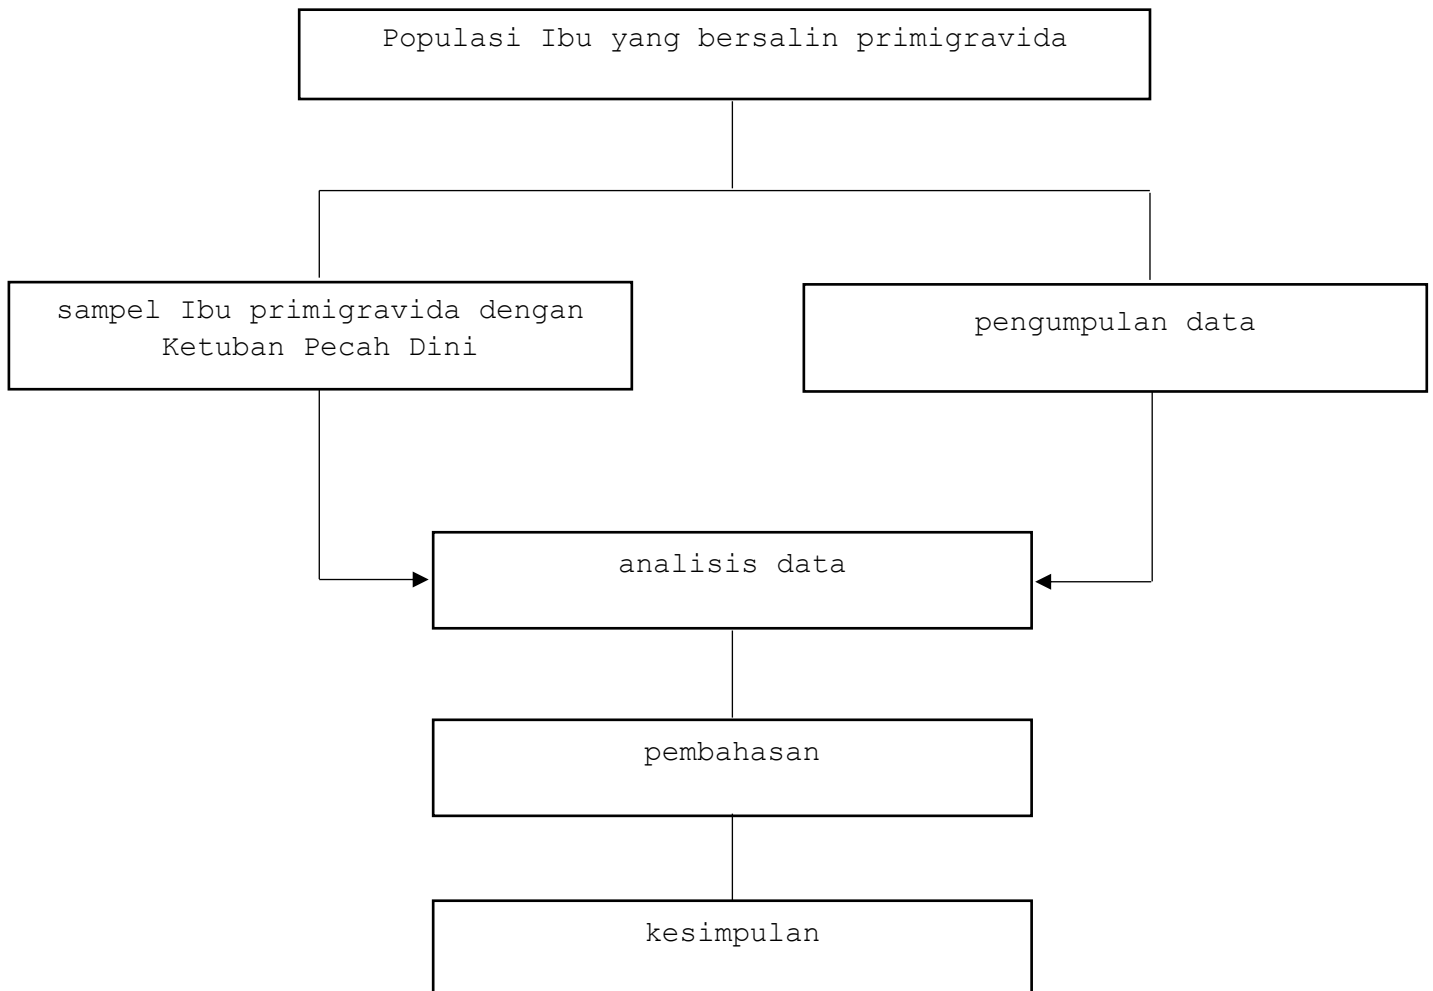 Populasi Ibu yang bersalin primigravida
sampel Ibu primigravida dengan
Ketuban Pecah Dini
pengumpulan data
analisis data
pembahasan
kesimpulan